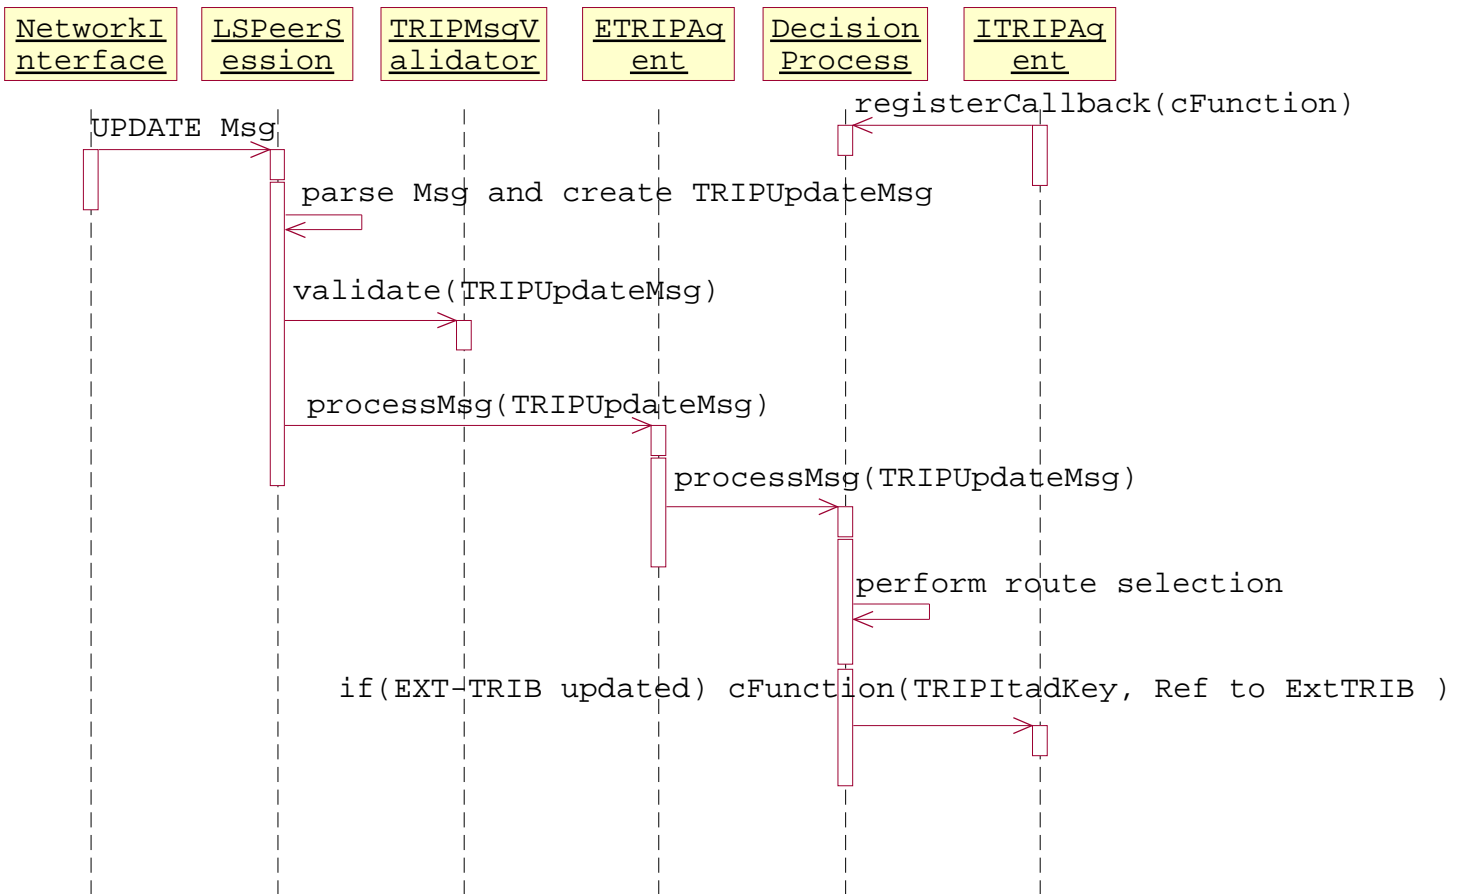 NetworkI
nterface
LSPeerS
ession
TRIPMsgV
alidator
ETRIPAg
ent
Decision
Process
ITRIPAg
ent
registerCallback(cFunction)
UPDATE Msg
parse Msg and create TRIPUpdateMsg
validate(TRIPUpdateMsg)
processMsg(TRIPUpdateMsg)
processMsg(TRIPUpdateMsg)
perform route selection
if(EXT-TRIB updated) cFunction(TRIPItadKey, Ref to ExtTRIB )